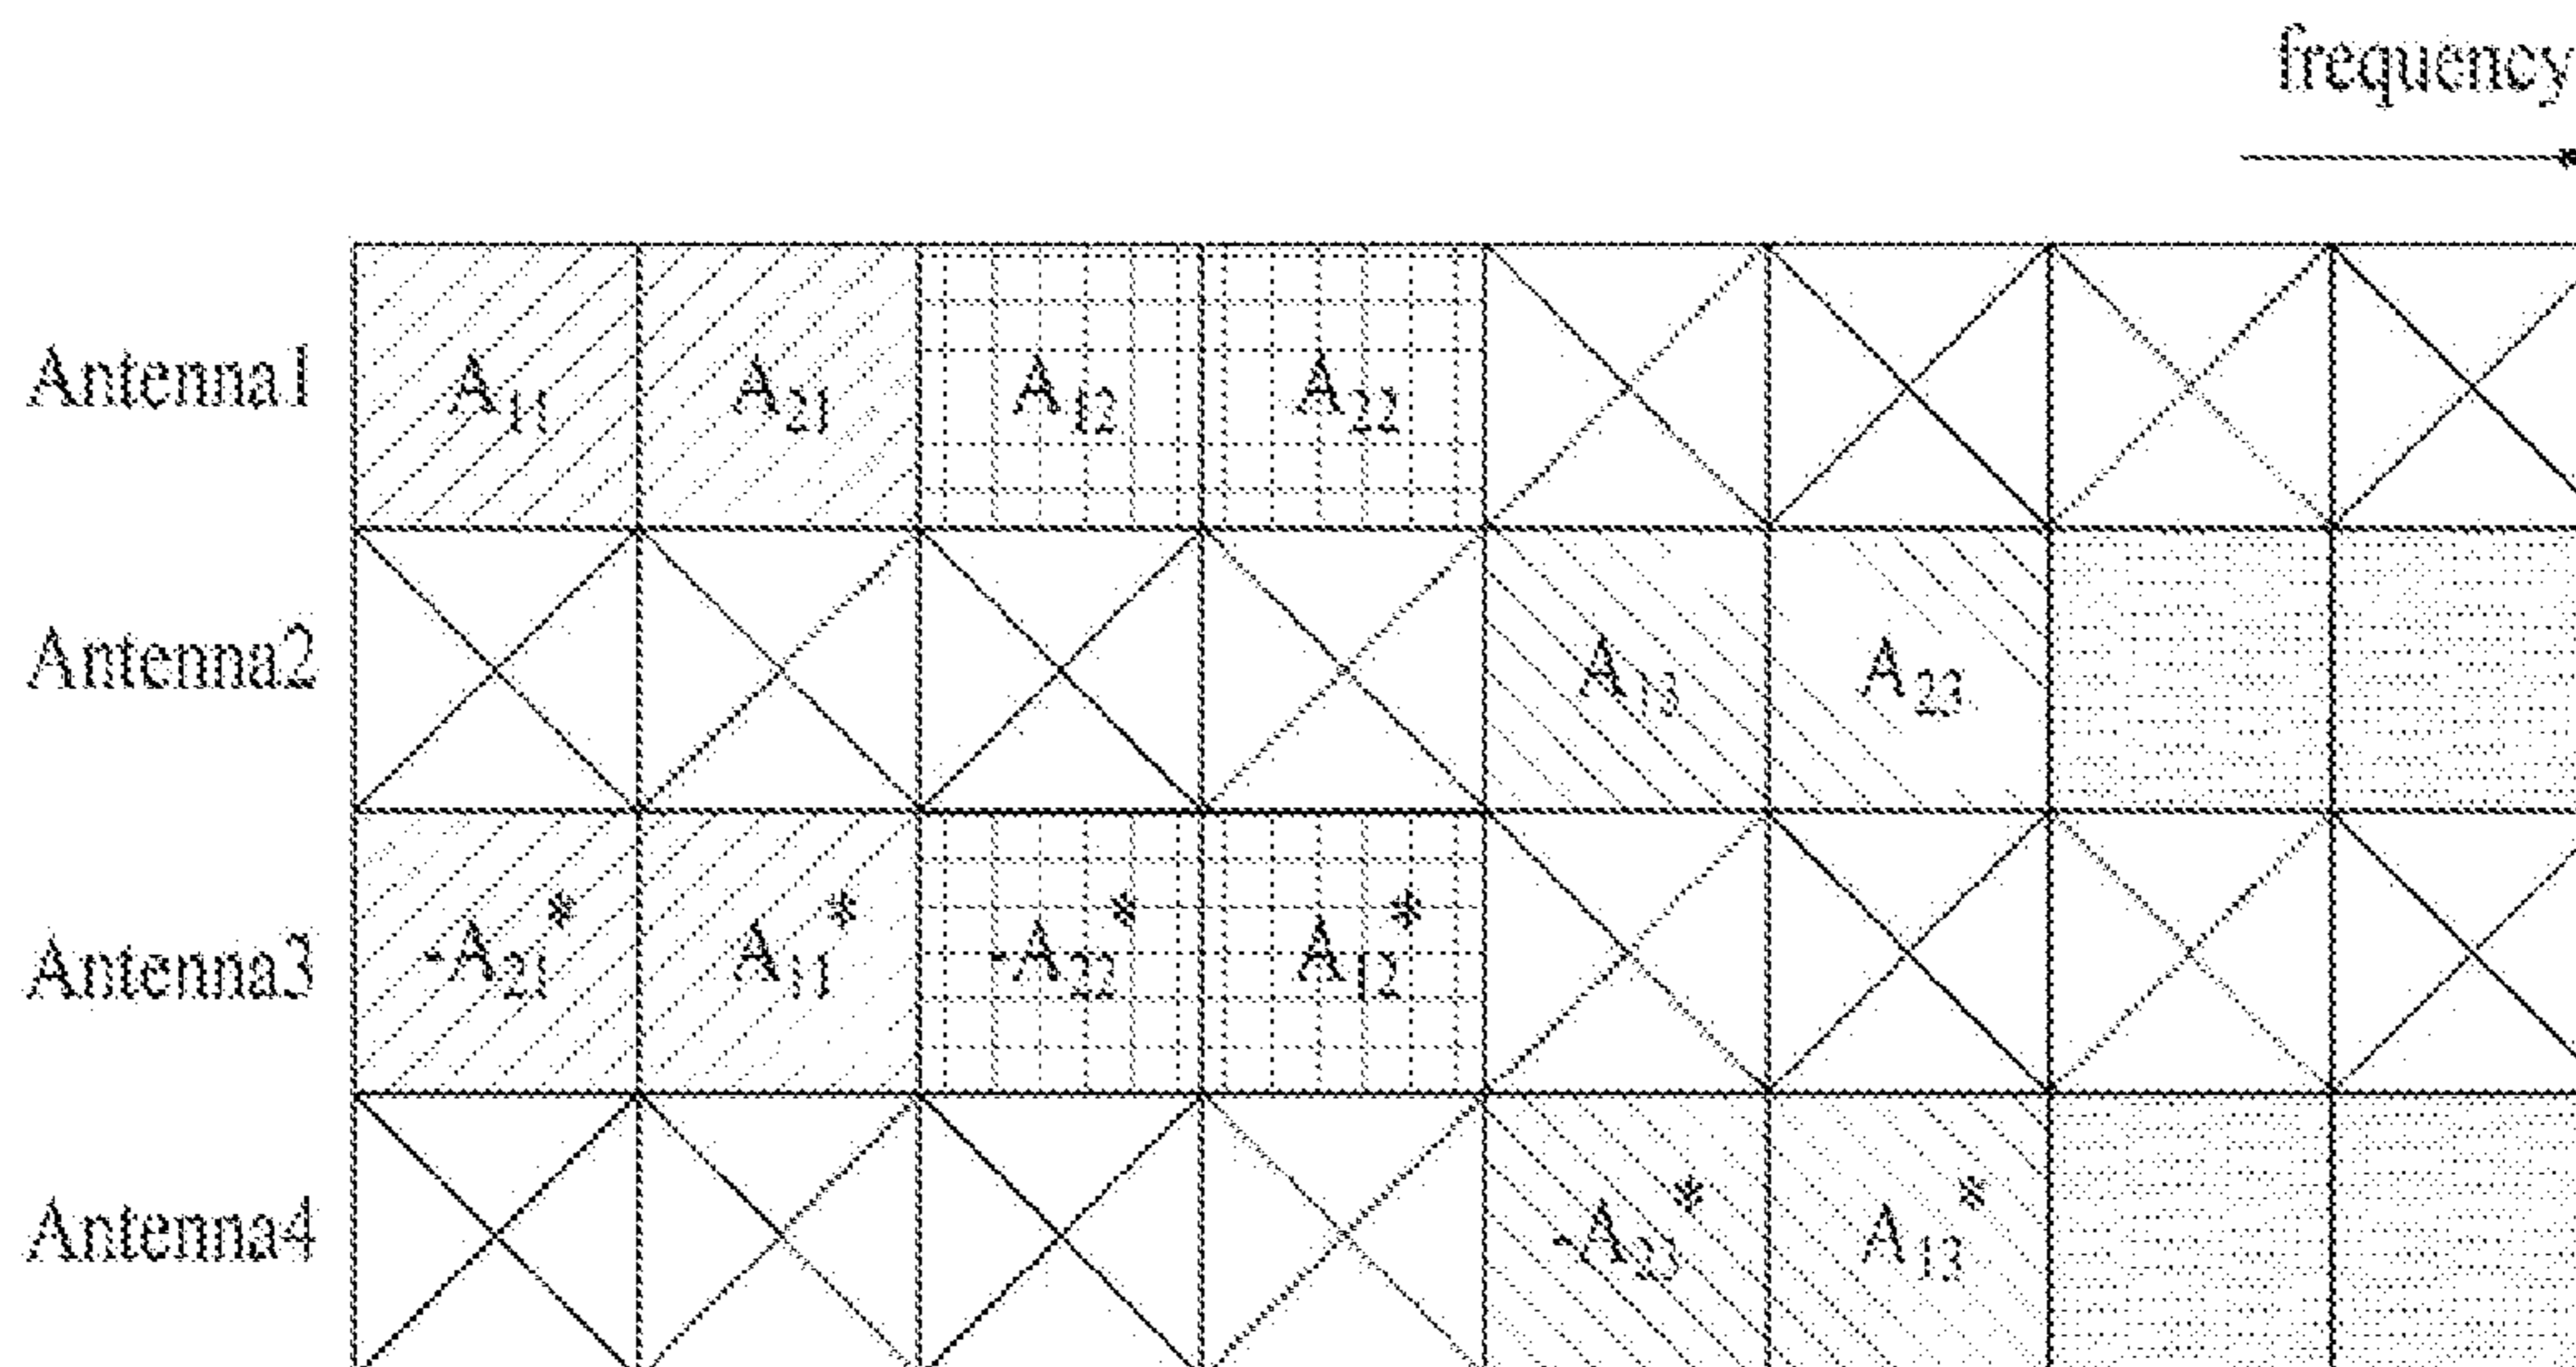 frequency
Antenna1 A11 A21 A12 A22
Antenna2 A13 A23
Antenna3 -A21* A11* -A22* A12*
Antenna4 -A23* A13*